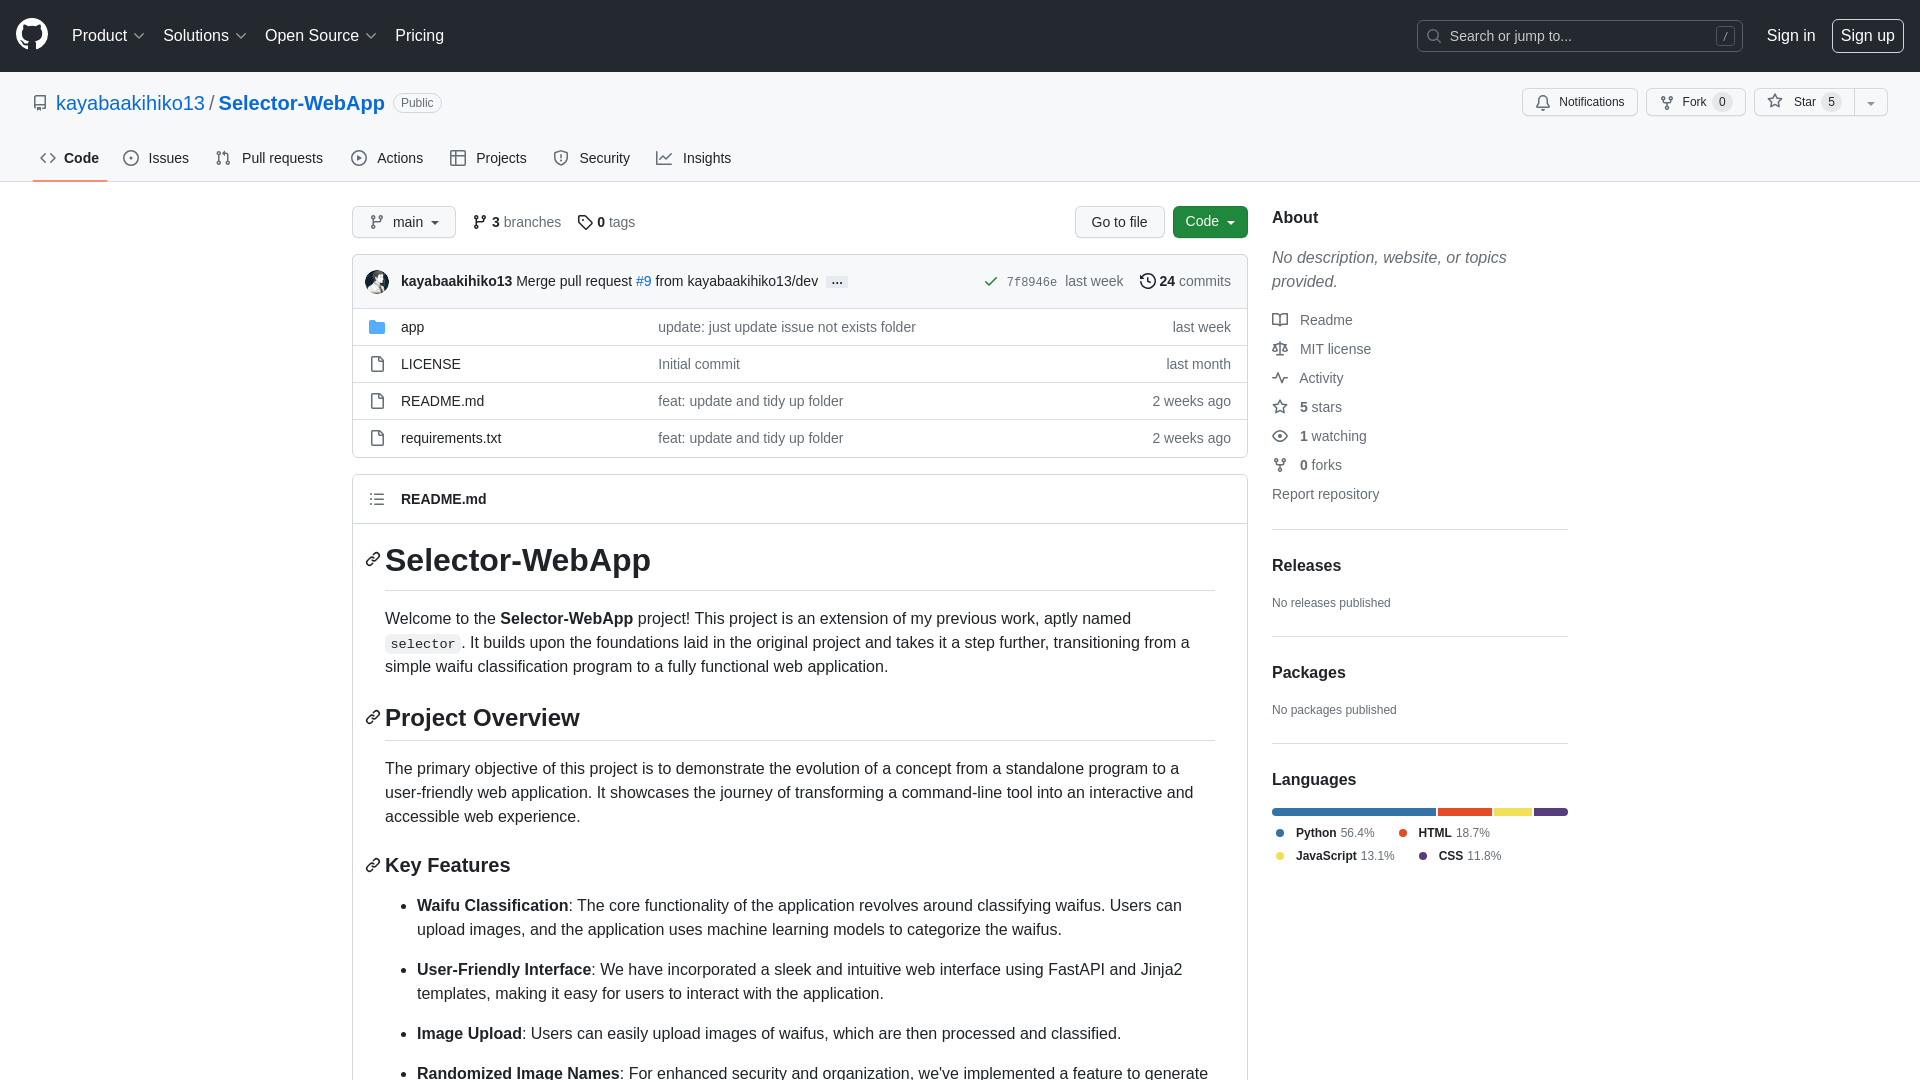 Product Solutions Open Source Pricing Search or jump to... / Sign in Sign up
kayabaakihiko13 / Selector-WebApp Public Notifications Fork 0 Star 5
Code Issues Pull requests Actions Projects Security Insights
main 3 branches 0 tags Go to file Code
kayabaakihiko13 Merge pull request #9 from kayabaakihiko13/dev … 7f8946e last week 24 commits
app update: just update issue not exists folder last week
LICENSE Initial commit last month
README.md feat: update and tidy up folder 2 weeks ago
requirements.txt feat: update and tidy up folder 2 weeks ago
README.md
Selector-WebApp
Welcome to the Selector-WebApp project! This project is an extension of my previous work, aptly named
selector. It builds upon the foundations laid in the original project and takes it a step further, transitioning from a
simple waifu classification program to a fully functional web application.
Project Overview
The primary objective of this project is to demonstrate the evolution of a concept from a standalone program to a
user-friendly web application. It showcases the journey of transforming a command-line tool into an interactive and
accessible web experience.
Key Features
• Waifu Classification: The core functionality of the application revolves around classifying waifus. Users can
upload images, and the application uses machine learning models to categorize the waifus.
• User-Friendly Interface: We have incorporated a sleek and intuitive web interface using FastAPI and Jinja2
templates, making it easy for users to interact with the application.
• Image Upload: Users can easily upload images of waifus, which are then processed and classified.
• Randomized Image Names: For enhanced security and organization, we've implemented a feature to generate
About
No description, website, or topics
provided.
Readme
MIT license
Activity
5 stars
1 watching
0 forks
Report repository
Releases
No releases published
Packages
No packages published
Languages
Python 56.4% HTML 18.7%
JavaScript 13.1% CSS 11.8%